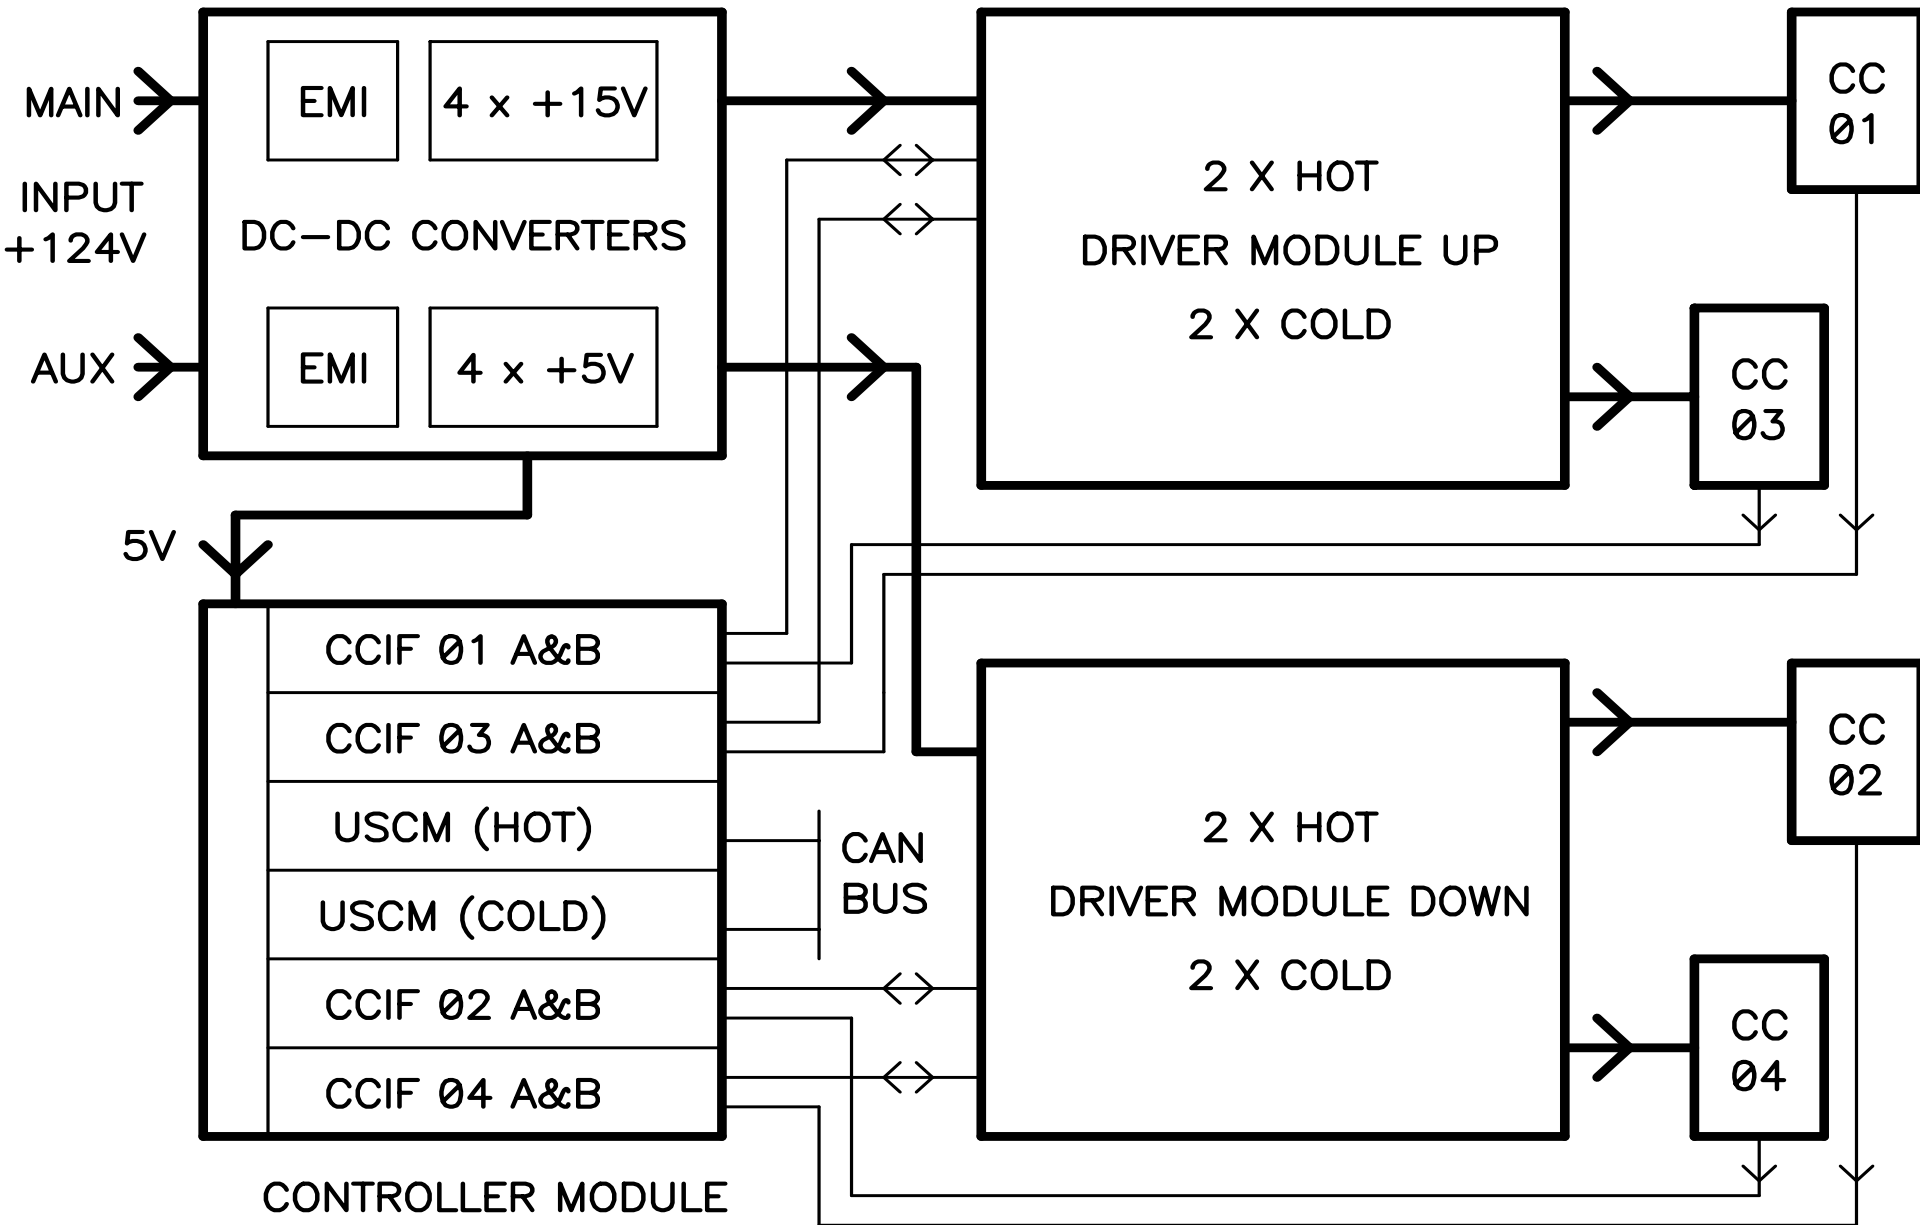 MAIN
INPUT
+124V
AUX
EMI
4 x +15V
DC-DC CONVERTERS
EMI
4 x +5V
5V
2 X HOT
DRIVER MODULE UP
2 X COLD
CC
01
CC
03
CCIF 01 A&B
CCIF 03 A&B
USCM (HOT)
USCM (COLD)
CCIF 02 A&B
CCIF 04 A&B
CONTROLLER MODULE
CAN
BUS
2 X HOT
DRIVER MODULE DOWN
2 X COLD
CC
02
CC
04